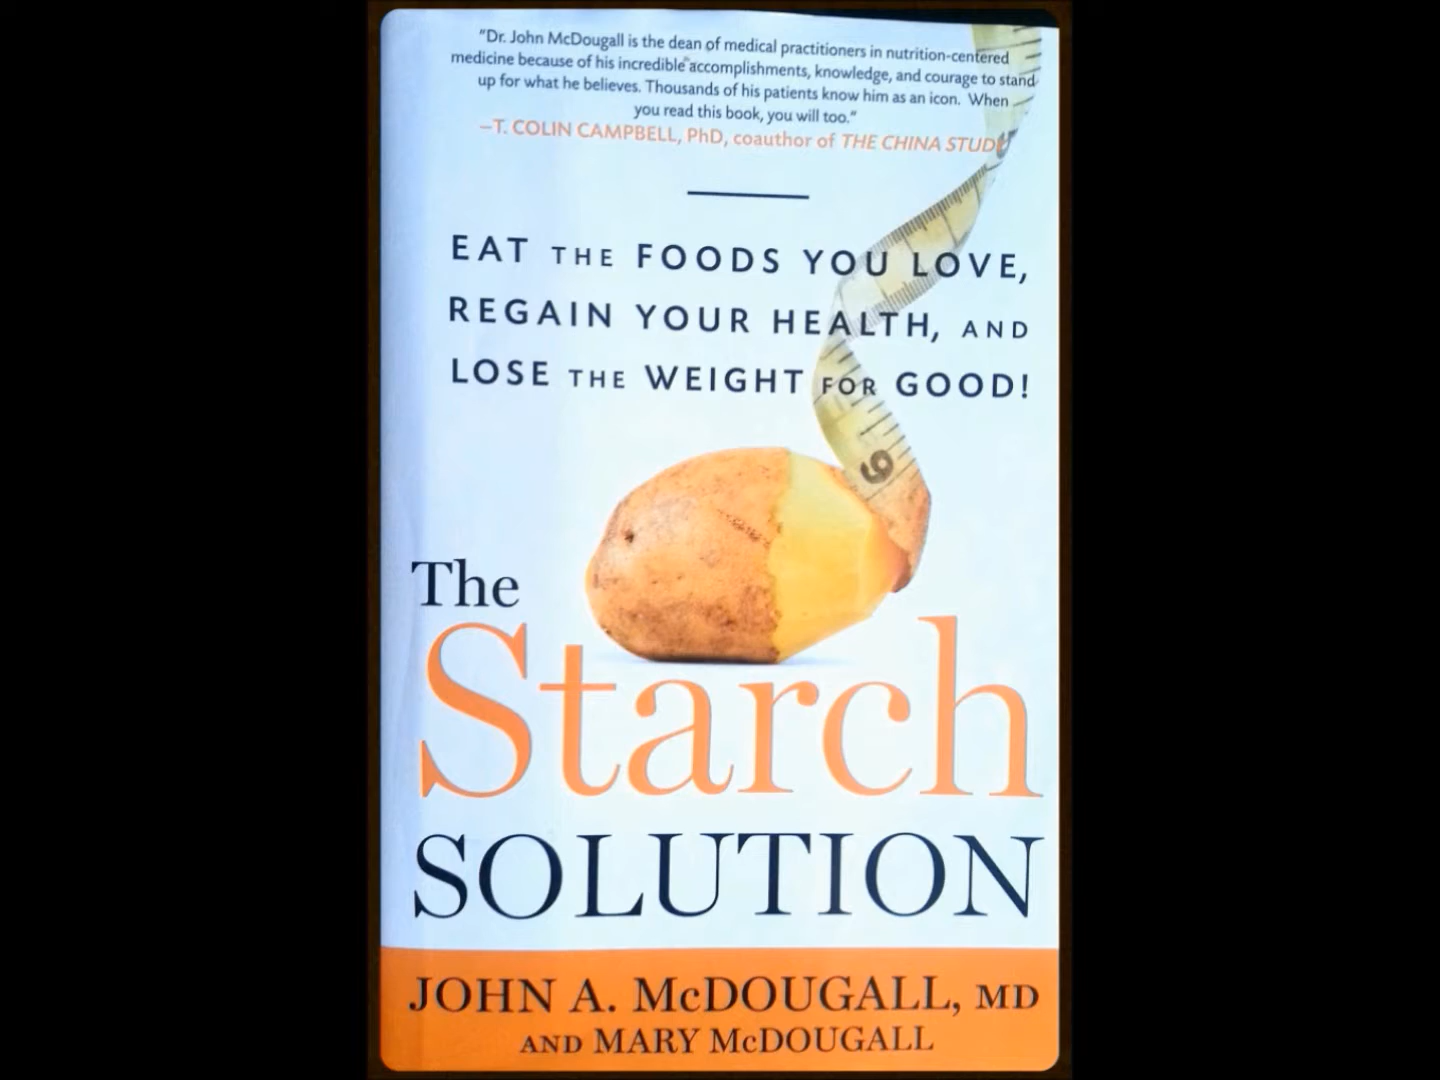 "Dr. John McDougall is the dean of medical practitioners in nutrition-centered
medicine because of his incredible accomplishments, knowledge, and courage to stand
up for what he believes. Thousands of his patients know him as an icon. When
you read this book, you will too."
—T. COLIN CAMPBELL, PhD, coauthor of THE CHINA STUDY
EAT THE FOODS YOU LOVE,
REGAIN YOUR HEALTH, AND
LOSE THE WEIGHT FOR GOOD!
9
The
Starch
SOLUTION
JOHN A. McDOUGALL, MD
AND MARY McDOUGALL